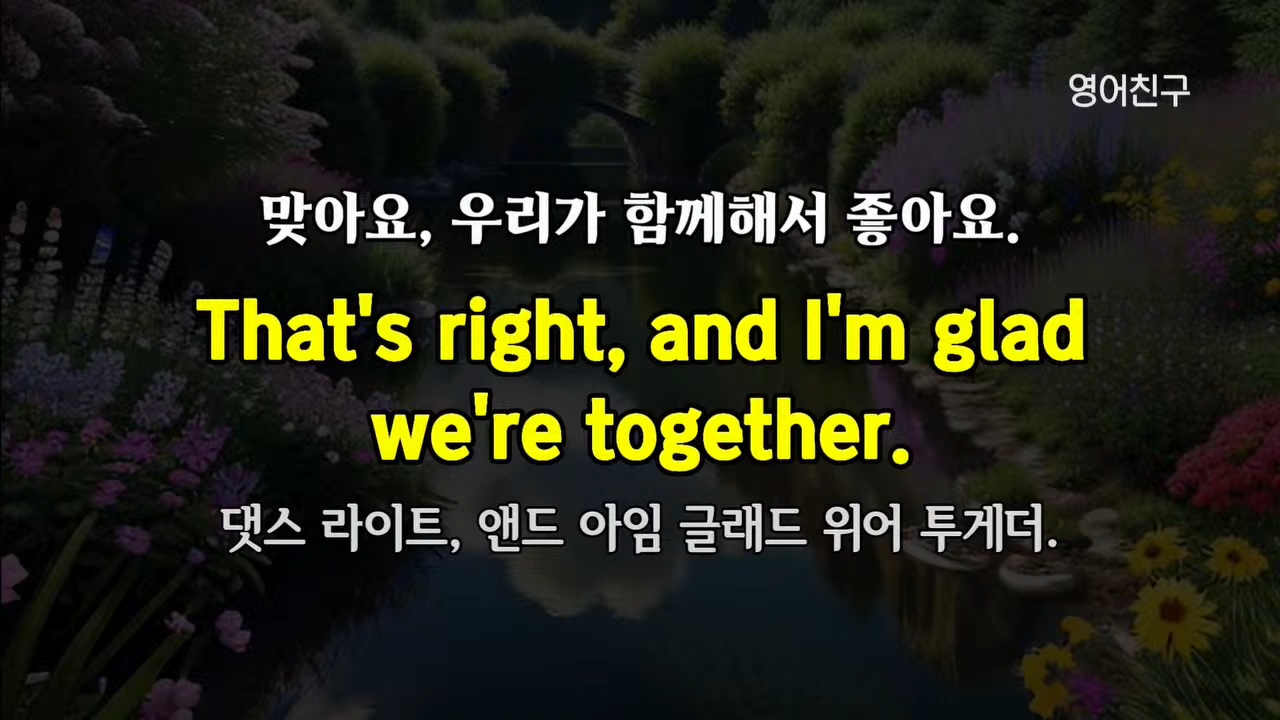 영어친구
맞아요, 우리가 함께해서 좋아요.
That's right, and I'm glad
we're together.
댓스 라이트, 앤드 아임 글래드 위어 투게더.